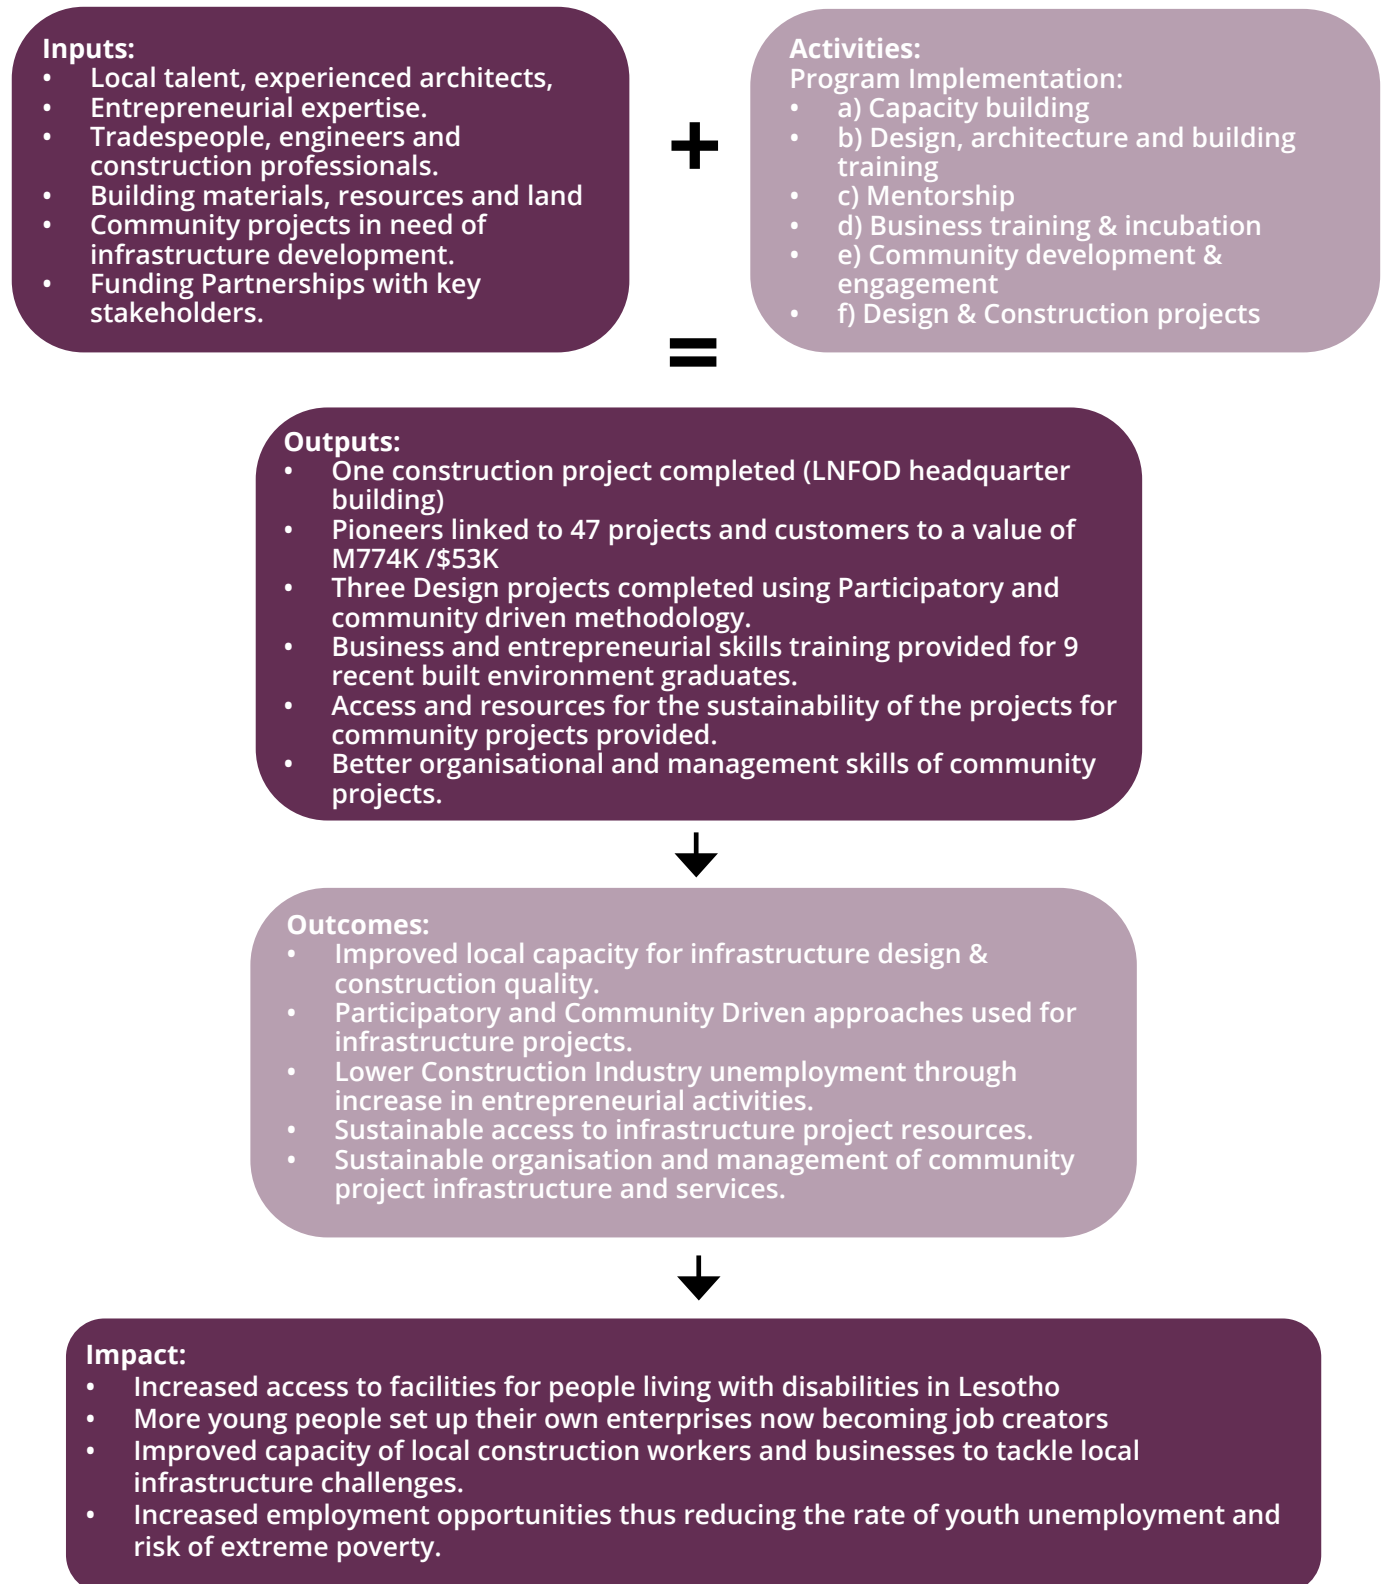 Inputs:
• Local talent, experienced architects,
• Entrepreneurial expertise.
• Tradespeople, engineers and
construction professionals.
• Building materials, resources and land
• Community projects in need of
infrastructure development.
• Funding Partnerships with key
stakeholders.
+
Activities:
Program Implementation:
• a) Capacity building
• b) Design, architecture and building
training
• c) Mentorship
• d) Business training & incubation
• e) Community development &
engagement
• f) Design & Construction projects
=
Outputs:
• One construction project completed (LNFOD headquarter
building)
• Pioneers linked to 47 projects and customers to a value of
M774K /$53K
• Three Design projects completed using Participatory and
community driven methodology.
• Business and entrepreneurial skills training provided for 9
recent built environment graduates.
• Access and resources for the sustainability of the projects for
community projects provided.
• Better organisational and management skills of community
projects.
Outcomes:
• Improved local capacity for infrastructure design &
construction quality.
• Participatory and Community Driven approaches used for
infrastructure projects.
• Lower Construction Industry unemployment through
increase in entrepreneurial activities.
• Sustainable access to infrastructure project resources.
• Sustainable organisation and management of community
project infrastructure and services.
Impact:
• Increased access to facilities for people living with disabilities in Lesotho
• More young people set up their own enterprises now becoming job creators
• Improved capacity of local construction workers and businesses to tackle local
infrastructure challenges.
• Increased employment opportunities thus reducing the rate of youth unemployment and
risk of extreme poverty.